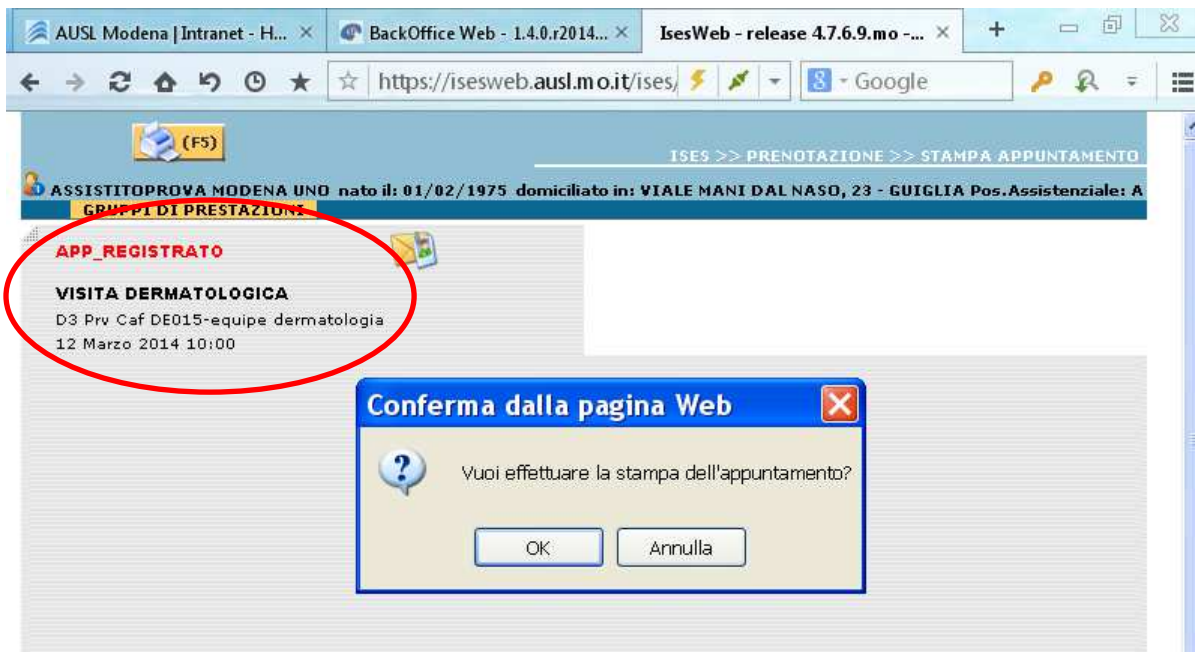 AUSL Modena | Intranet - H...
BackOffice Web - 1.4.0.r2014...
IsesWeb - release 4.7.6.9.mo -...
https://isesweb.ausl.mo.it/ises/
8 - Google
(F5)
ISES >> PRENOTAZIONE >> STAMPA APPUNTAMENTO
ASSISTITOPROVA MODENA UNO nato il: 01/02/1975 domiciliato in: VIALE MANI DAL NASO, 23 - GUIGLIA Pos.Assistenziale: A
GRUPPI DI PRESTAZIONI
APP_REGISTRATO
VISITA DERMATOLOGICA
D3 Prv Caf DE015-equipe dermatologia
12 Marzo 2014 10:00
Conferma dalla pagina Web
Vuoi effettuare la stampa dell'appuntamento?
OK
Annulla